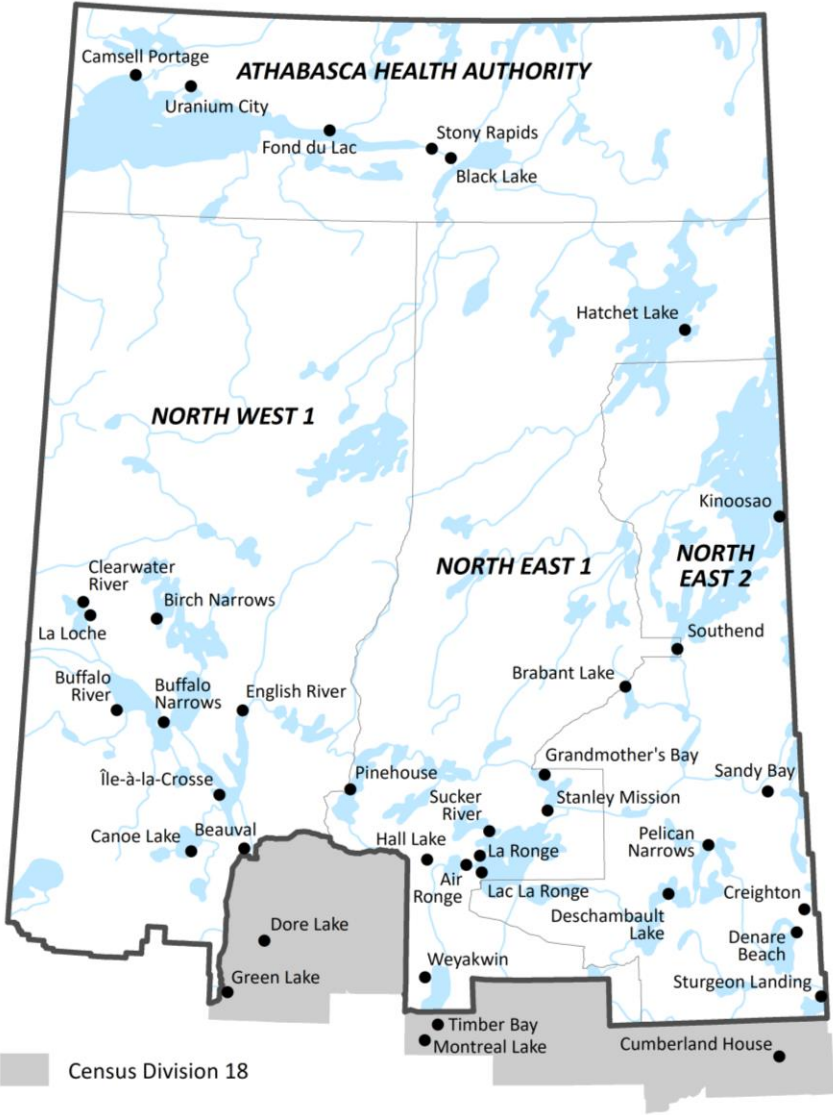 Camsell Portage
ATHABASCA HEALTH AUTHORITY
Uranium City
Fond du Lac
Stony Rapids
Black Lake
Hatchet Lake
NORTH WEST 1
Kinoosao
NORTH EAST 1
NORTH
EAST 2
Clearwater
River
Birch Narrows
La Loche
Southend
Buffalo
River
Buffalo
Narrows
English River
Brabant Lake
Grandmother's Bay
Île-à-la-Crosse
Pinehouse
Sandy Bay
Sucker
River
Stanley Mission
Canoe Lake
Beauval
Hall Lake
La Ronge
Pelican
Narrows
Air
Ronge
Lac La Ronge
Creighton
Deschambault
Lake
Dore Lake
Denare
Beach
Weyakwin
Green Lake
Sturgeon Landing
Timber Bay
Montreal Lake
Cumberland House
Census Division 18